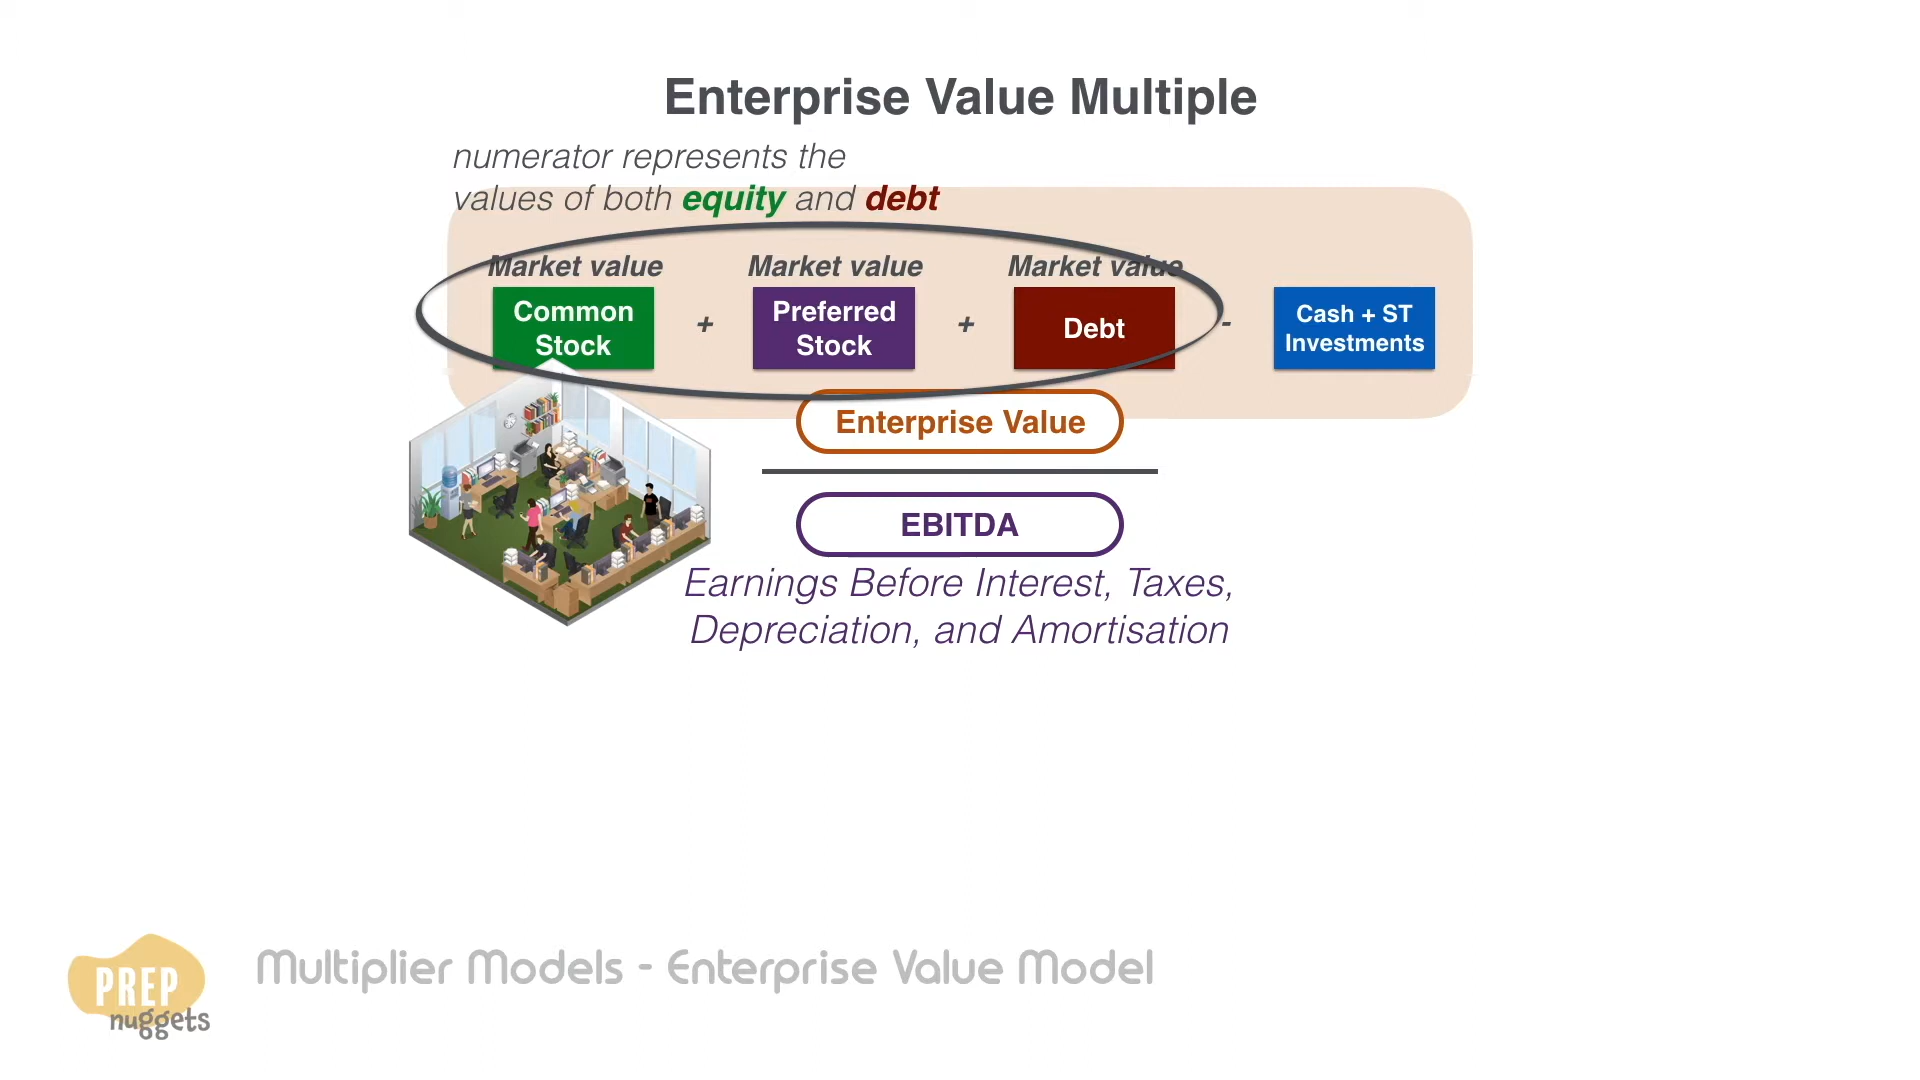 Enterprise Value Multiple
numerator represents the
values of both equity and debt
Market value Market value Market value
Common Stock + Preferred Stock + Debt - Cash + ST Investments
Enterprise Value
EBITDA
Earnings Before Interest, Taxes,
Depreciation, and Amortisation
PREP
nuggets
Multiplier Models - Enterprise Value Model